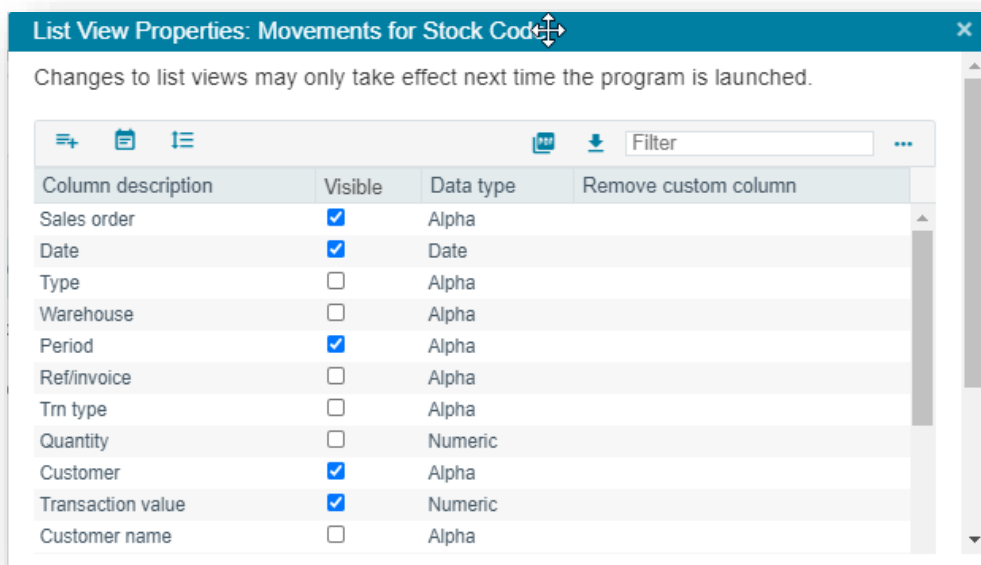 List View Properties: Movements for Stock Code
Changes to list views may only take effect next time the program is launched.
PDF Filter
Column description Visible Data type Remove custom column
Sales order Alpha
Date Date
Type Alpha
Warehouse Alpha
Period Alpha
Ref/invoice Alpha
Trn type Alpha
Quantity Numeric
Customer Alpha
Transaction value Numeric
Customer name Alpha